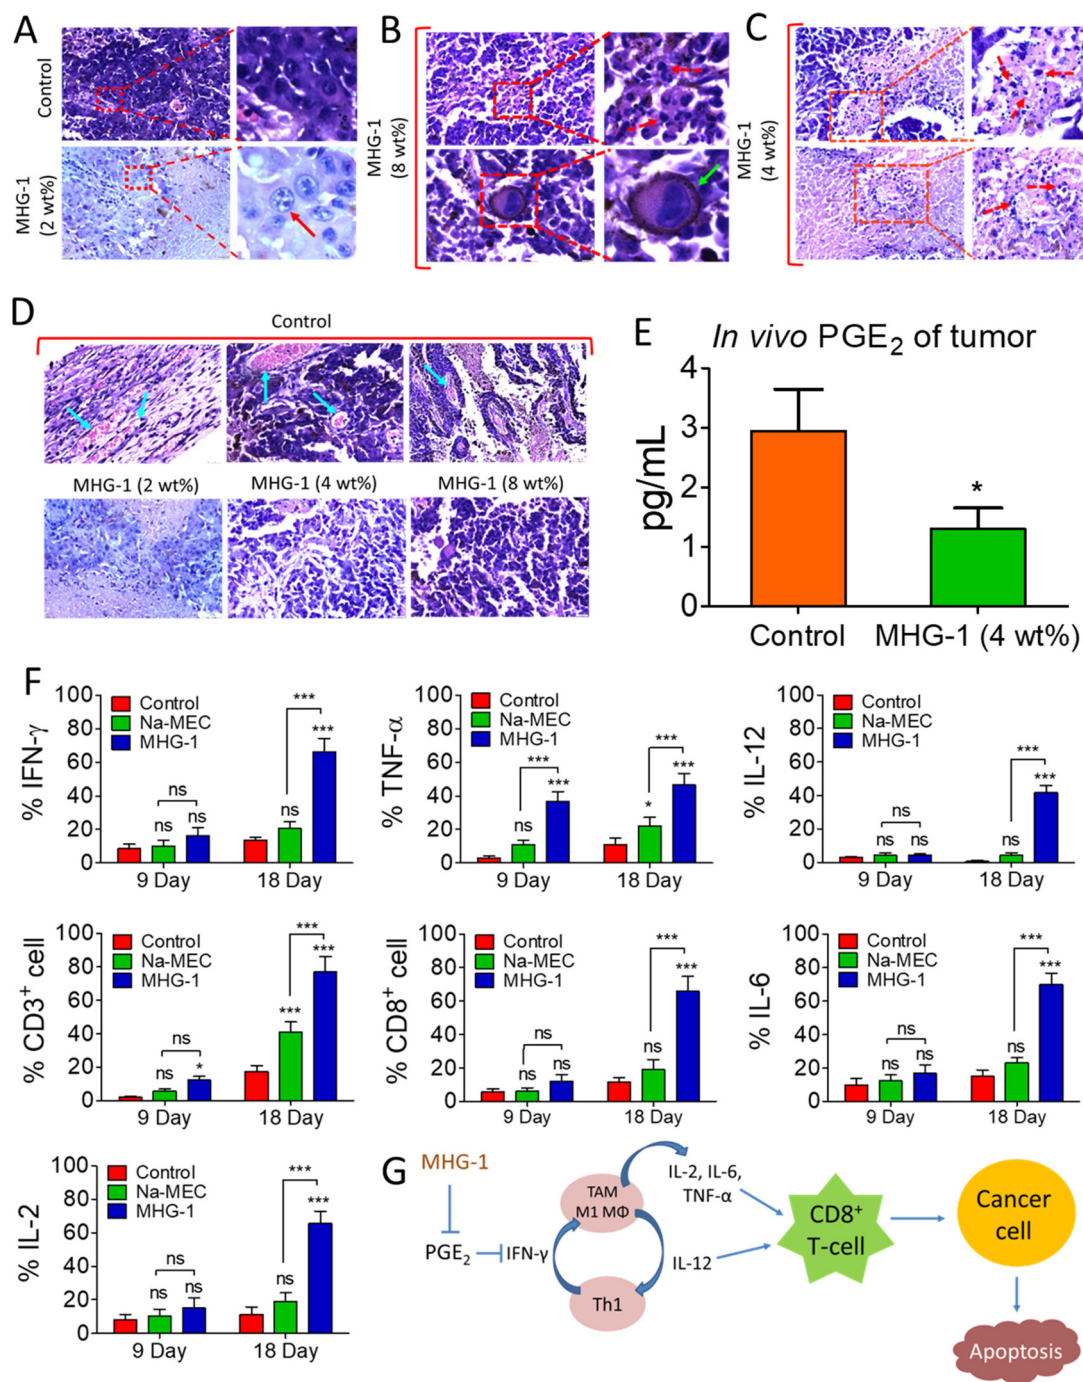 A
Control
MHG-1
(2 wt%)
B
MHG-1
(8 wt%)
C
MHG-1
(4 wt%)
D
Control
MHG-1 (2 wt%)
MHG-1 (4 wt%)
MHG-1 (8 wt%)
E
In vivo PGE₂ of tumor
pg/mL
4
3
2
1
0
*
Control
MHG-1 (4 wt%)
F
% IFN-γ
100
80
60
40
20
0
Control
Na-MEC
MHG-1
ns
ns
ns
ns
***
***
9 Day
18 Day
% TNF-α
100
80
60
40
20
0
Control
Na-MEC
MHG-1
ns
***
***
*
***
***
9 Day
18 Day
% IL-12
100
80
60
40
20
0
Control
Na-MEC
MHG-1
ns
ns
ns
ns
***
***
9 Day
18 Day
% CD3⁺ cell
100
80
60
40
20
0
Control
Na-MEC
MHG-1
ns
ns
*
***
***
***
9 Day
18 Day
% CD8⁺ cell
100
80
60
40
20
0
Control
Na-MEC
MHG-1
ns
ns
ns
ns
***
***
9 Day
18 Day
% IL-6
100
80
60
40
20
0
Control
Na-MEC
MHG-1
ns
ns
ns
ns
***
***
9 Day
18 Day
% IL-2
100
80
60
40
20
0
Control
Na-MEC
MHG-1
ns
ns
ns
ns
***
***
9 Day
18 Day
G
MHG-1
PGE₂
IFN-γ
TAM
M1 MΦ
Th1
IL-2, IL-6,
TNF-α
IL-12
CD8⁺
T-cell
Cancer
cell
Apoptosis